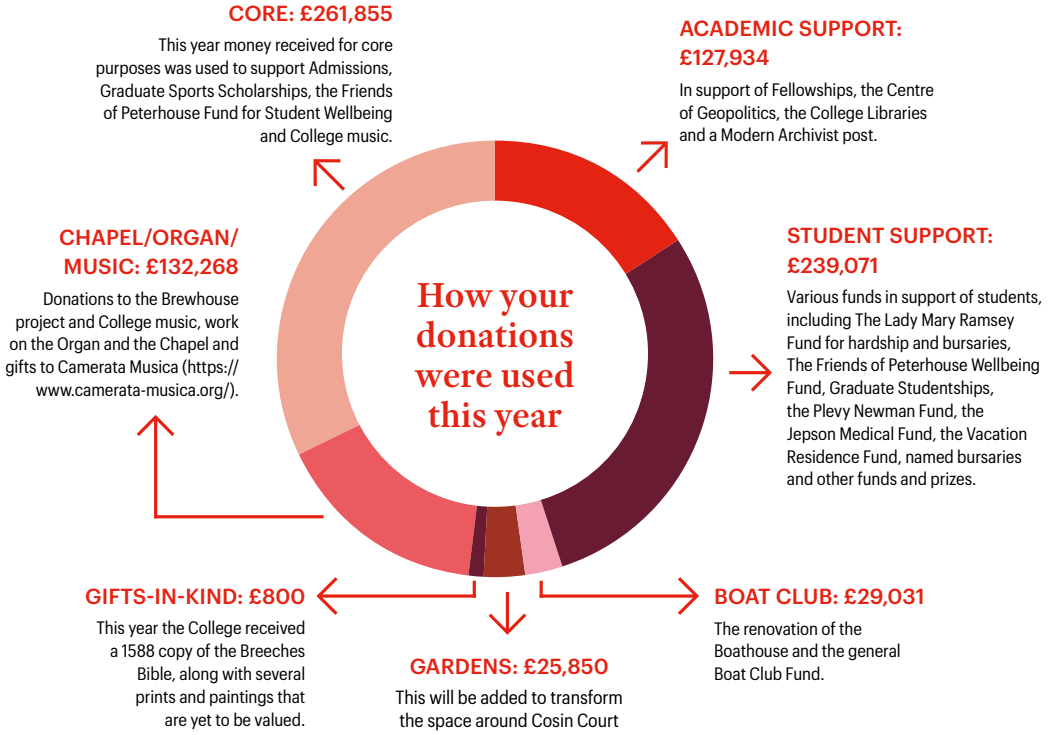 CORE: £261,855
This year money received for core
purposes was used to support Admissions,
Graduate Sports Scholarships, the Friends
of Peterhouse Fund for Student Wellbeing
and College music.
ACADEMIC SUPPORT:
£127,934
In support of Fellowships, the Centre
of Geopolitics, the College Libraries
and a Modern Archivist post.
CHAPEL/ORGAN/
MUSIC: £132,268
Donations to the Brewhouse
project and College music, work
on the Organ and the Chapel and
gifts to Camerata Musica (https://
www.camerata-musica.org/).
How your
donations
were used
this year
STUDENT SUPPORT:
£239,071
Various funds in support of students,
including The Lady Mary Ramsey
Fund for hardship and bursaries,
The Friends of Peterhouse Wellbeing
Fund, Graduate Studentships,
the Plevy Newman Fund, the
Jepson Medical Fund, the Vacation
Residence Fund, named bursaries
and other funds and prizes.
GIFTS-IN-KIND: £800
This year the College received
a 1588 copy of the Breeches
Bible, along with several
prints and paintings that
are yet to be valued.
GARDENS: £25,850
This will be added to transform
the space around Cosin Court
BOAT CLUB: £29,031
The renovation of the
Boathouse and the general
Boat Club Fund.